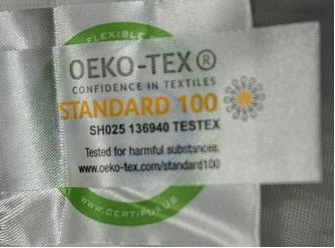 FLEXIBLE
OEKO-TEX®
CONFIDENCE IN TEXTILES
STANDARD 100
SH025 136940 TESTEX
Tested for harmful substances.
www.oeko-tex.com/standard100
WWW.CERTIPUR.US